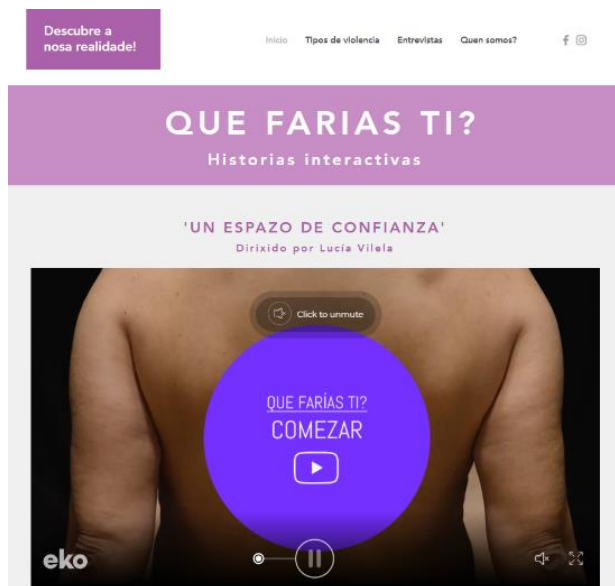 Descubre a
nosa realidade!
Inicio Tipos de violencia Entrevistas Quen somos?
QUE FARIAS TI?
Historias interactivas
'UN ESPAZO DE CONFIANZA'
Dirixido por Lucía Vilela
Click to unmute
QUE FARÍAS TI?
COMEZAR
eko